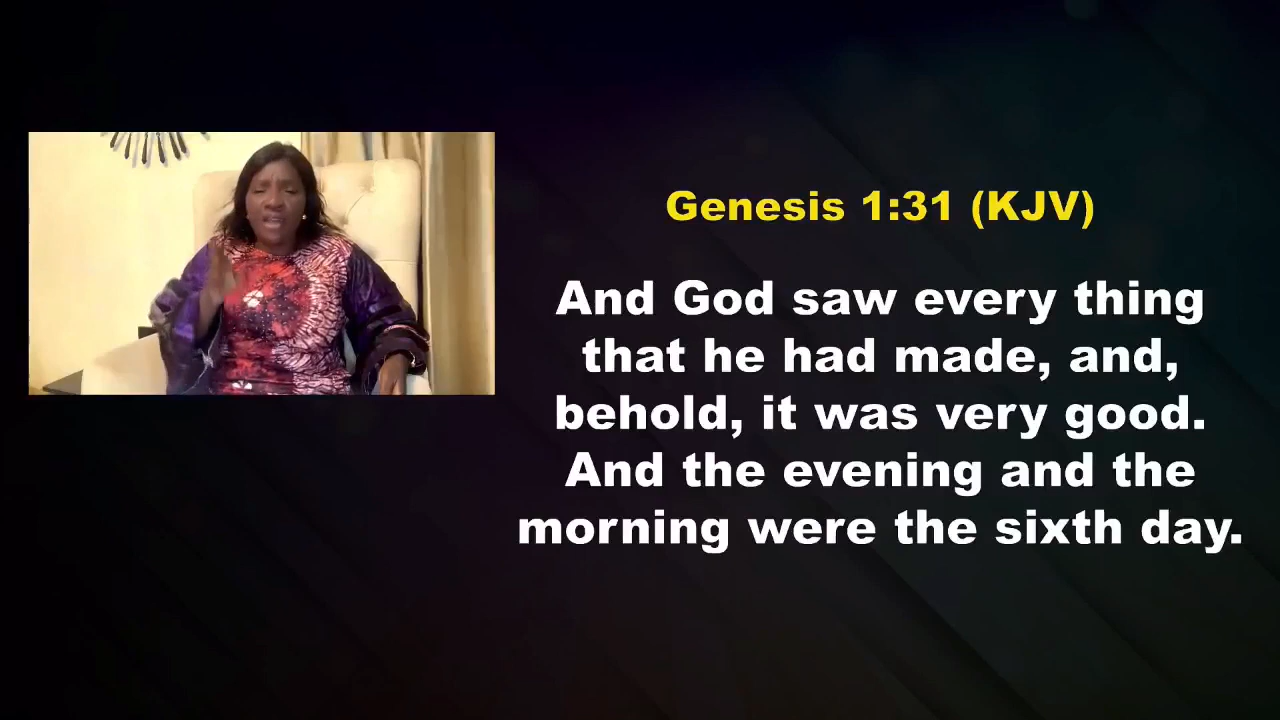 Genesis 1:31 (KJV)
And God saw every thing
that he had made, and,
behold, it was very good.
And the evening and the
morning were the sixth day.